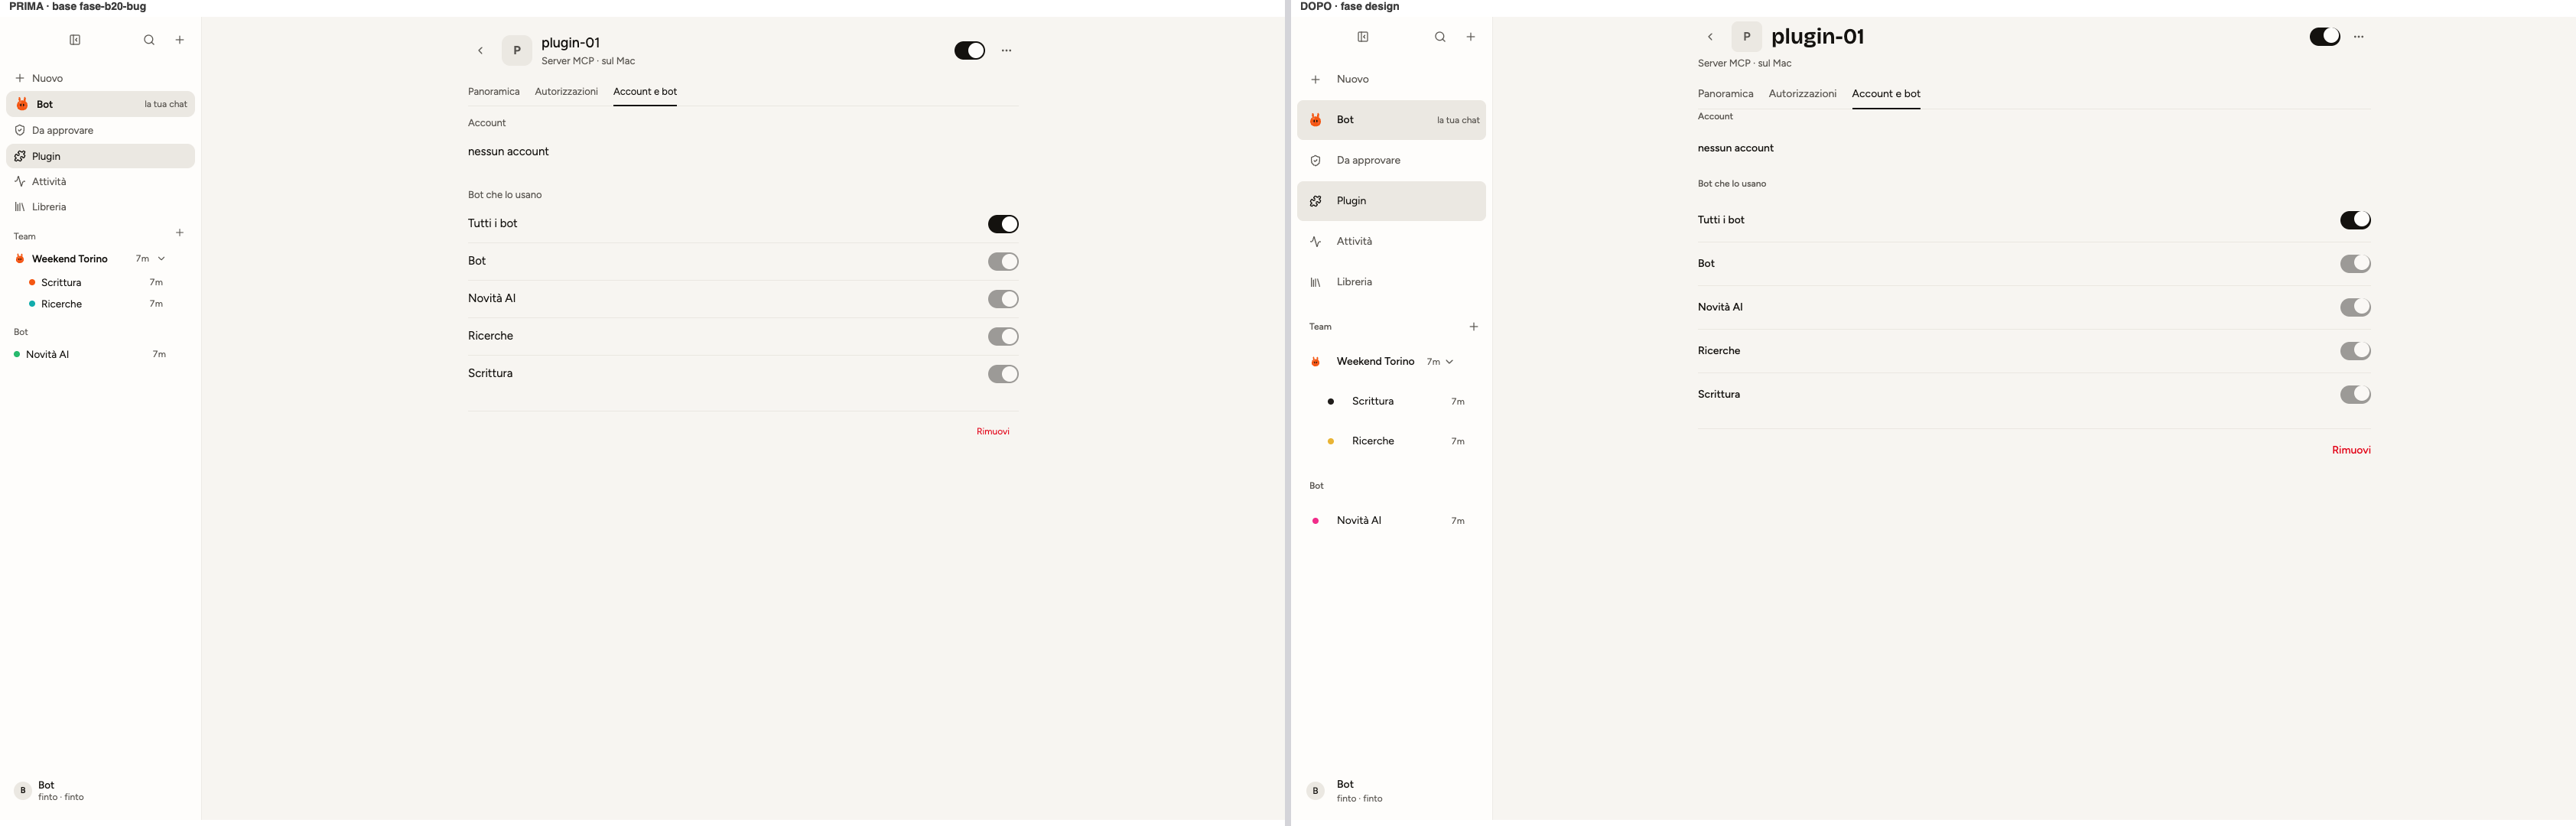 PRIMA · base fase-b20-bug
Nuovo
Bot la tua chat
Da approvare
Plugin
Attività
Libreria
Team
Weekend Torino 7m
Scrittura 7m
Ricerche 7m
Bot
Novità AI 7m
B Bot
finto · finto
P plugin-01
Server MCP · sul Mac
Panoramica Autorizzazioni Account e bot
Account
nessun account
Bot che lo usano
Tutti i bot
Bot
Novità AI
Ricerche
Scrittura
Rimuovi
DOPO · fase design
Nuovo
Bot la tua chat
Da approvare
Plugin
Attività
Libreria
Team
Weekend Torino 7m
Scrittura 7m
Ricerche 7m
Bot
Novità AI 7m
B Bot
finto · finto
P plugin-01
Server MCP · sul Mac
Panoramica Autorizzazioni Account e bot
Account
nessun account
Bot che lo usano
Tutti i bot
Bot
Novità AI
Ricerche
Scrittura
Rimuovi